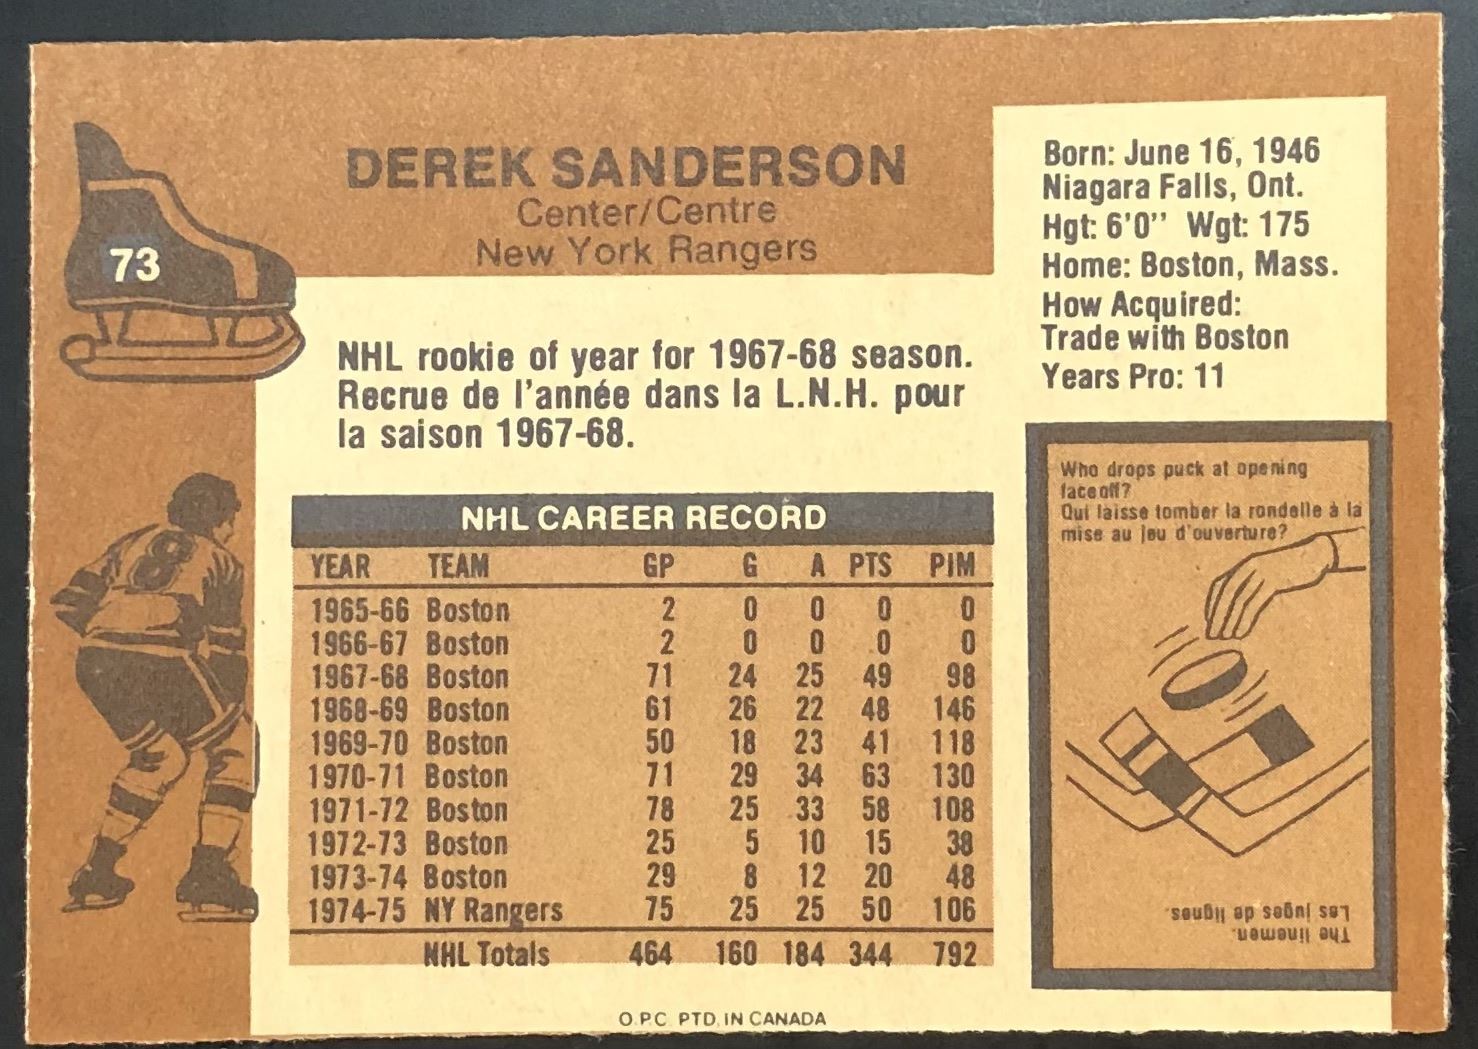 DEREK SANDERSON
Center/Centre
New York Rangers
73
Born: June 16, 1946
Niagara Falls, Ont.
Hgt: 6'0" Wgt: 175
Home: Boston, Mass.
How Acquired:
Trade with Boston
Years Pro: 11
NHL rookie of year for 1967-68 season.
Recrue de l'année dans la L.N.H. pour
la saison 1967-68.
NHL CAREER RECORD
YEAR TEAM GP G A PTS PIM
1965-66 Boston 2 0 0 0 0
1966-67 Boston 2 0 0 0 0
1967-68 Boston 71 24 25 49 98
1968-69 Boston 61 26 22 48 146
1969-70 Boston 50 18 23 41 118
1970-71 Boston 71 29 34 63 130
1971-72 Boston 78 25 33 58 108
1972-73 Boston 25 5 10 15 38
1973-74 Boston 29 8 12 20 48
1974-75 NY Rangers 75 25 25 50 106
NHL Totals 464 160 184 344 792
8
Who drops puck at opening
faceoff?
Qui laisse tomber la rondelle à la
mise au jeu d'ouverture?
The linemen.
Les juges de lignes.
O.P.C. PTD. IN CANADA